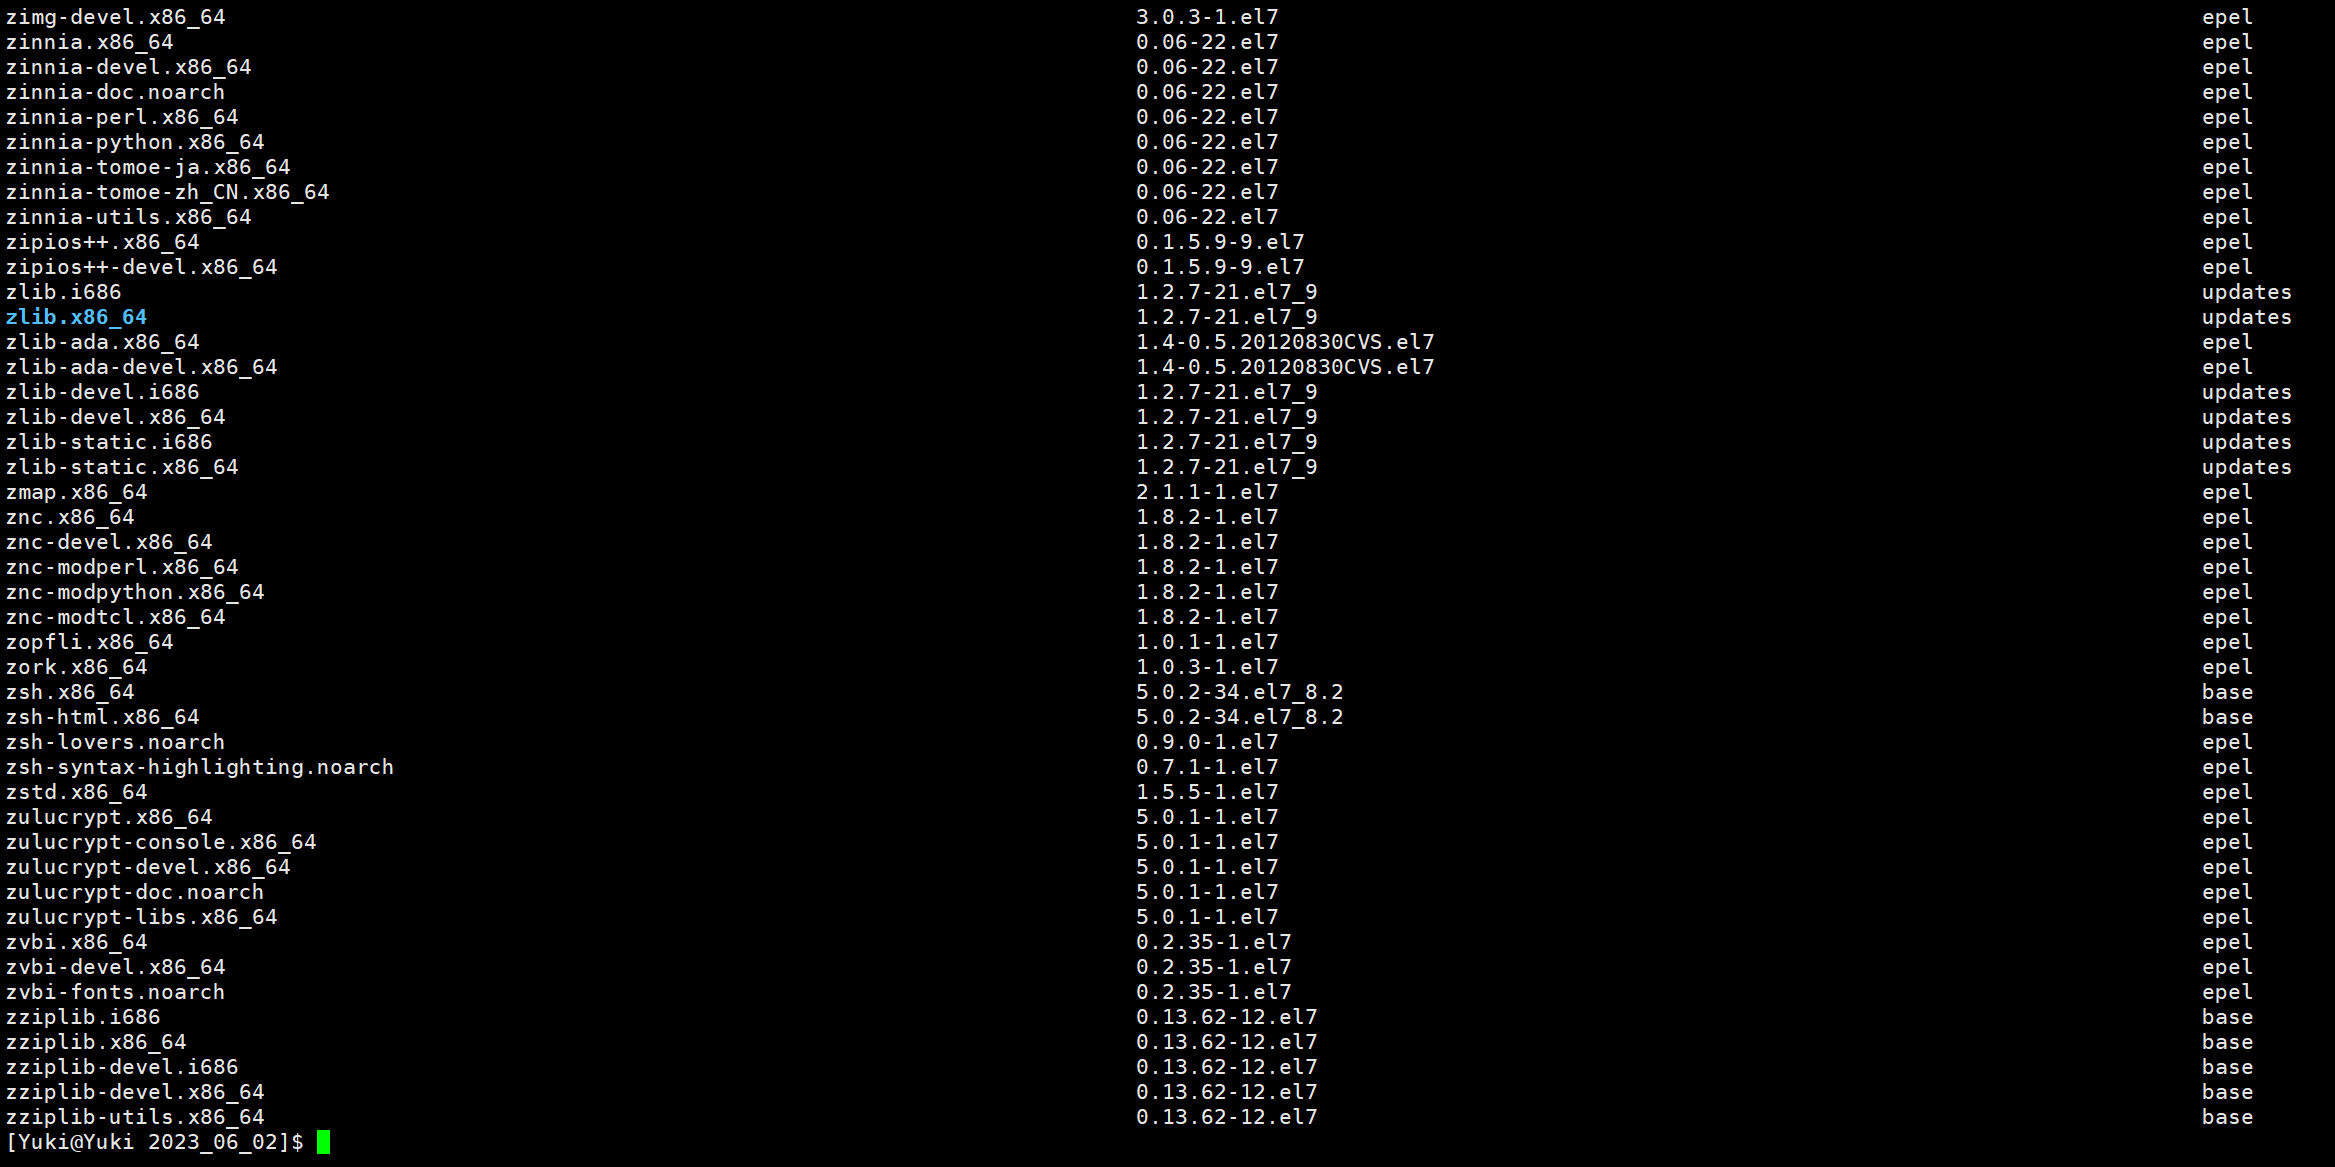 zimg-devel.x86_64 3.0.3-1.el7 epel
zinnia.x86_64 0.06-22.el7 epel
zinnia-devel.x86_64 0.06-22.el7 epel
zinnia-doc.noarch 0.06-22.el7 epel
zinnia-perl.x86_64 0.06-22.el7 epel
zinnia-python.x86_64 0.06-22.el7 epel
zinnia-tomoe-ja.x86_64 0.06-22.el7 epel
zinnia-tomoe-zh_CN.x86_64 0.06-22.el7 epel
zinnia-utils.x86_64 0.06-22.el7 epel
zipios++.x86_64 0.1.5.9-9.el7 epel
zipios++-devel.x86_64 0.1.5.9-9.el7 epel
zlib.i686 1.2.7-21.el7_9 updates
zlib.x86_64 1.2.7-21.el7_9 updates
zlib-ada.x86_64 1.4-0.5.20120830CVS.el7 epel
zlib-ada-devel.x86_64 1.4-0.5.20120830CVS.el7 epel
zlib-devel.i686 1.2.7-21.el7_9 updates
zlib-devel.x86_64 1.2.7-21.el7_9 updates
zlib-static.i686 1.2.7-21.el7_9 updates
zlib-static.x86_64 1.2.7-21.el7_9 updates
zmap.x86_64 2.1.1-1.el7 epel
znc.x86_64 1.8.2-1.el7 epel
znc-devel.x86_64 1.8.2-1.el7 epel
znc-modperl.x86_64 1.8.2-1.el7 epel
znc-modpython.x86_64 1.8.2-1.el7 epel
znc-modtcl.x86_64 1.8.2-1.el7 epel
zopfli.x86_64 1.0.1-1.el7 epel
zork.x86_64 1.0.3-1.el7 epel
zsh.x86_64 5.0.2-34.el7_8.2 base
zsh-html.x86_64 5.0.2-34.el7_8.2 base
zsh-lovers.noarch 0.9.0-1.el7 epel
zsh-syntax-highlighting.noarch 0.7.1-1.el7 epel
zstd.x86_64 1.5.5-1.el7 epel
zulucrypt.x86_64 5.0.1-1.el7 epel
zulucrypt-console.x86_64 5.0.1-1.el7 epel
zulucrypt-devel.x86_64 5.0.1-1.el7 epel
zulucrypt-doc.noarch 5.0.1-1.el7 epel
zulucrypt-libs.x86_64 5.0.1-1.el7 epel
zvbi.x86_64 0.2.35-1.el7 epel
zvbi-devel.x86_64 0.2.35-1.el7 epel
zvbi-fonts.noarch 0.2.35-1.el7 epel
zziplib.i686 0.13.62-12.el7 base
zziplib.x86_64 0.13.62-12.el7 base
zziplib-devel.i686 0.13.62-12.el7 base
zziplib-devel.x86_64 0.13.62-12.el7 base
zziplib-utils.x86_64 0.13.62-12.el7 base
[Yuki@Yuki 2023_06_02]$